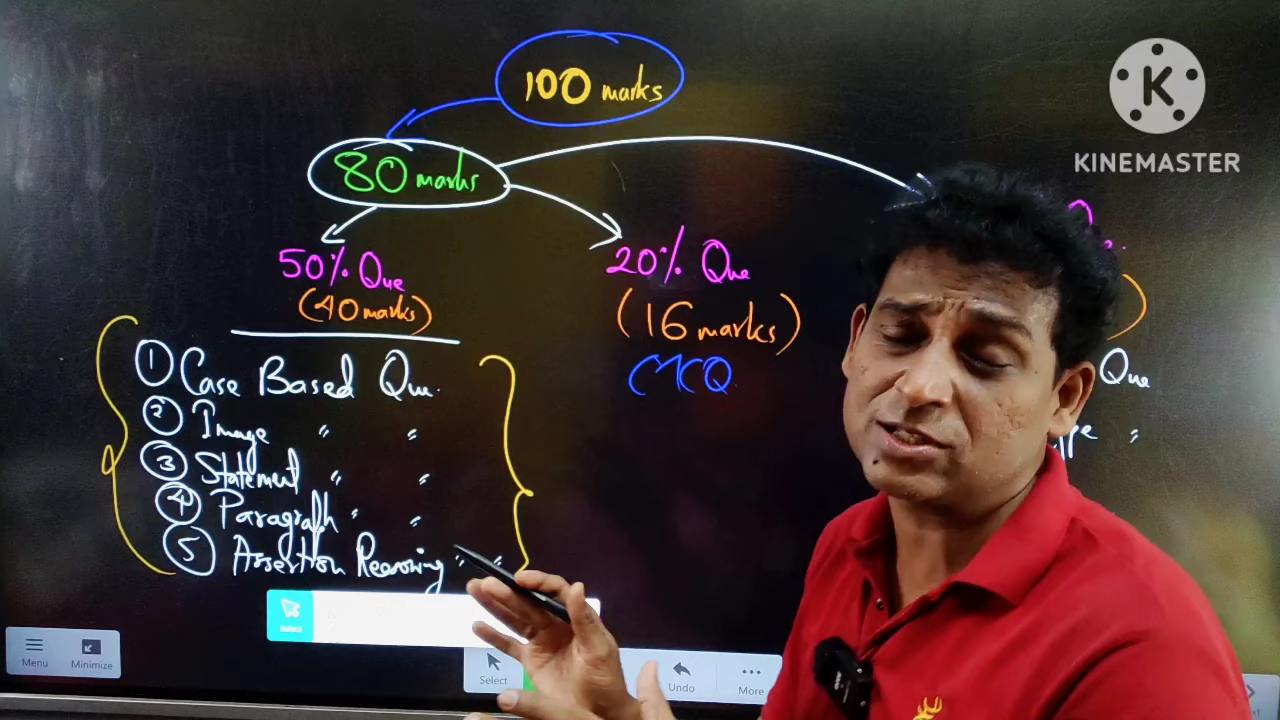 100 marks
KINEMASTER
80 marks
50% Que
(40 marks)
20% Que
(16 marks)
MCQ
① Case Based Que.
② Image " "
③ Statement " "
④ Paragraph " "
⑤ Assertion Reasoning " "
Que
"
Select
Menu
Minimize
Select
Undo
More